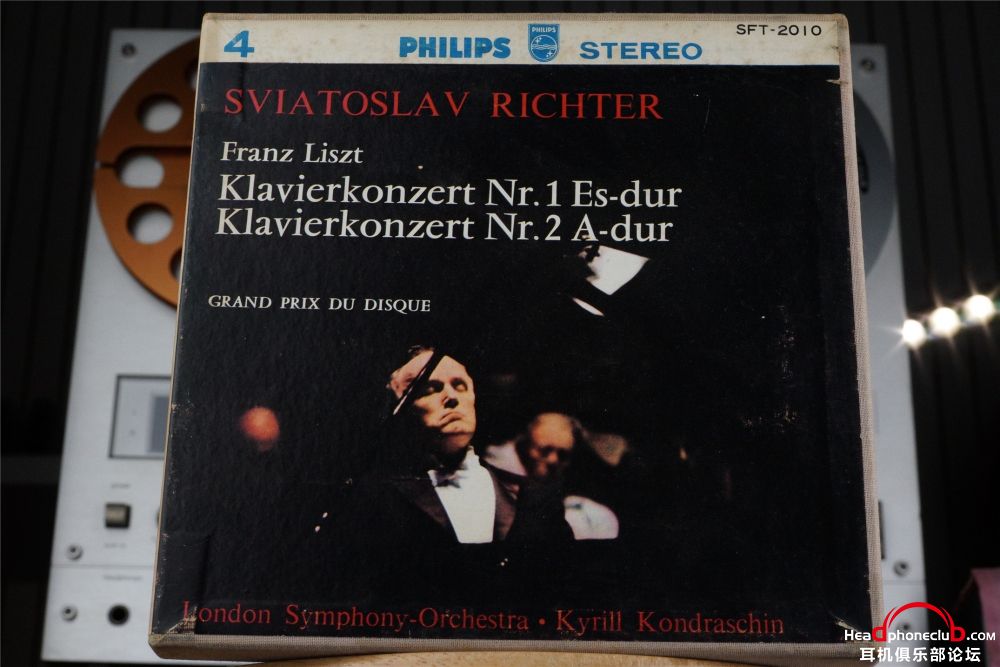 4 PHILIPS PHILIPS STEREO SFT-2010
SVIATOSLAV RICHTER
Franz Liszt
Klavierkonzert Nr. 1 Es-dur
Klavierkonzert Nr. 2 A-dur
GRAND PRIX DU DISQUE
London Symphony-Orchestra • Kyrill Kondraschin
Headphoneclub.com
耳机俱乐部论坛